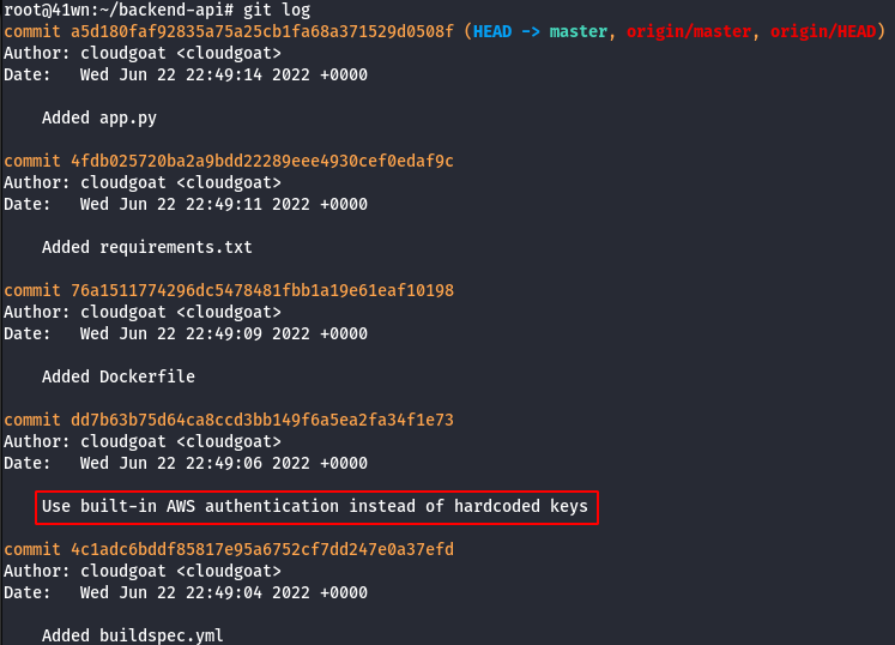 root@41wn:~/backend-api# git log
commit a5d180faf92835a75a25cb1fa68a371529d0508f (HEAD -> master, origin/master, origin/HEAD)
Author: cloudgoat <cloudgoat>
Date:   Wed Jun 22 22:49:14 2022 +0000
Added app.py
commit 4fdb025720ba2a9bdd22289eee4930cef0edaf9c
Author: cloudgoat <cloudgoat>
Date:   Wed Jun 22 22:49:11 2022 +0000
Added requirements.txt
commit 76a1511774296dc5478481fbb1a19e61eaf10198
Author: cloudgoat <cloudgoat>
Date:   Wed Jun 22 22:49:09 2022 +0000
Added Dockerfile
commit dd7b63b75d64ca8ccd3bb149f6a5ea2fa34f1e73
Author: cloudgoat <cloudgoat>
Date:   Wed Jun 22 22:49:06 2022 +0000
Use built-in AWS authentication instead of hardcoded keys
commit 4c1adc6bddf85817e95a6752cf7dd247e0a37efd
Author: cloudgoat <cloudgoat>
Date:   Wed Jun 22 22:49:04 2022 +0000
Added buildspec.yml